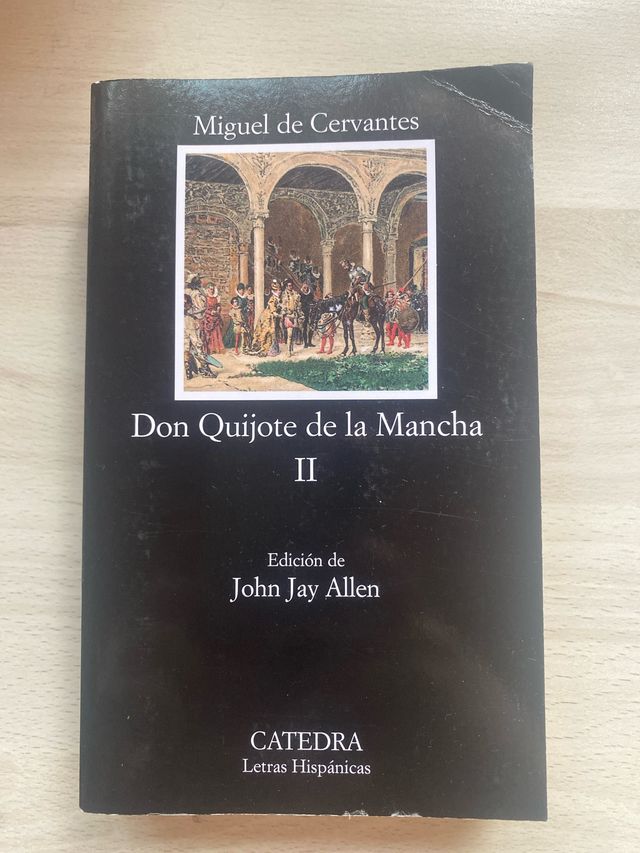 Miguel de Cervantes
Don Quijote de la Mancha
II
Edición de
John Jay Allen
CATEDRA
Letras Hispánicas